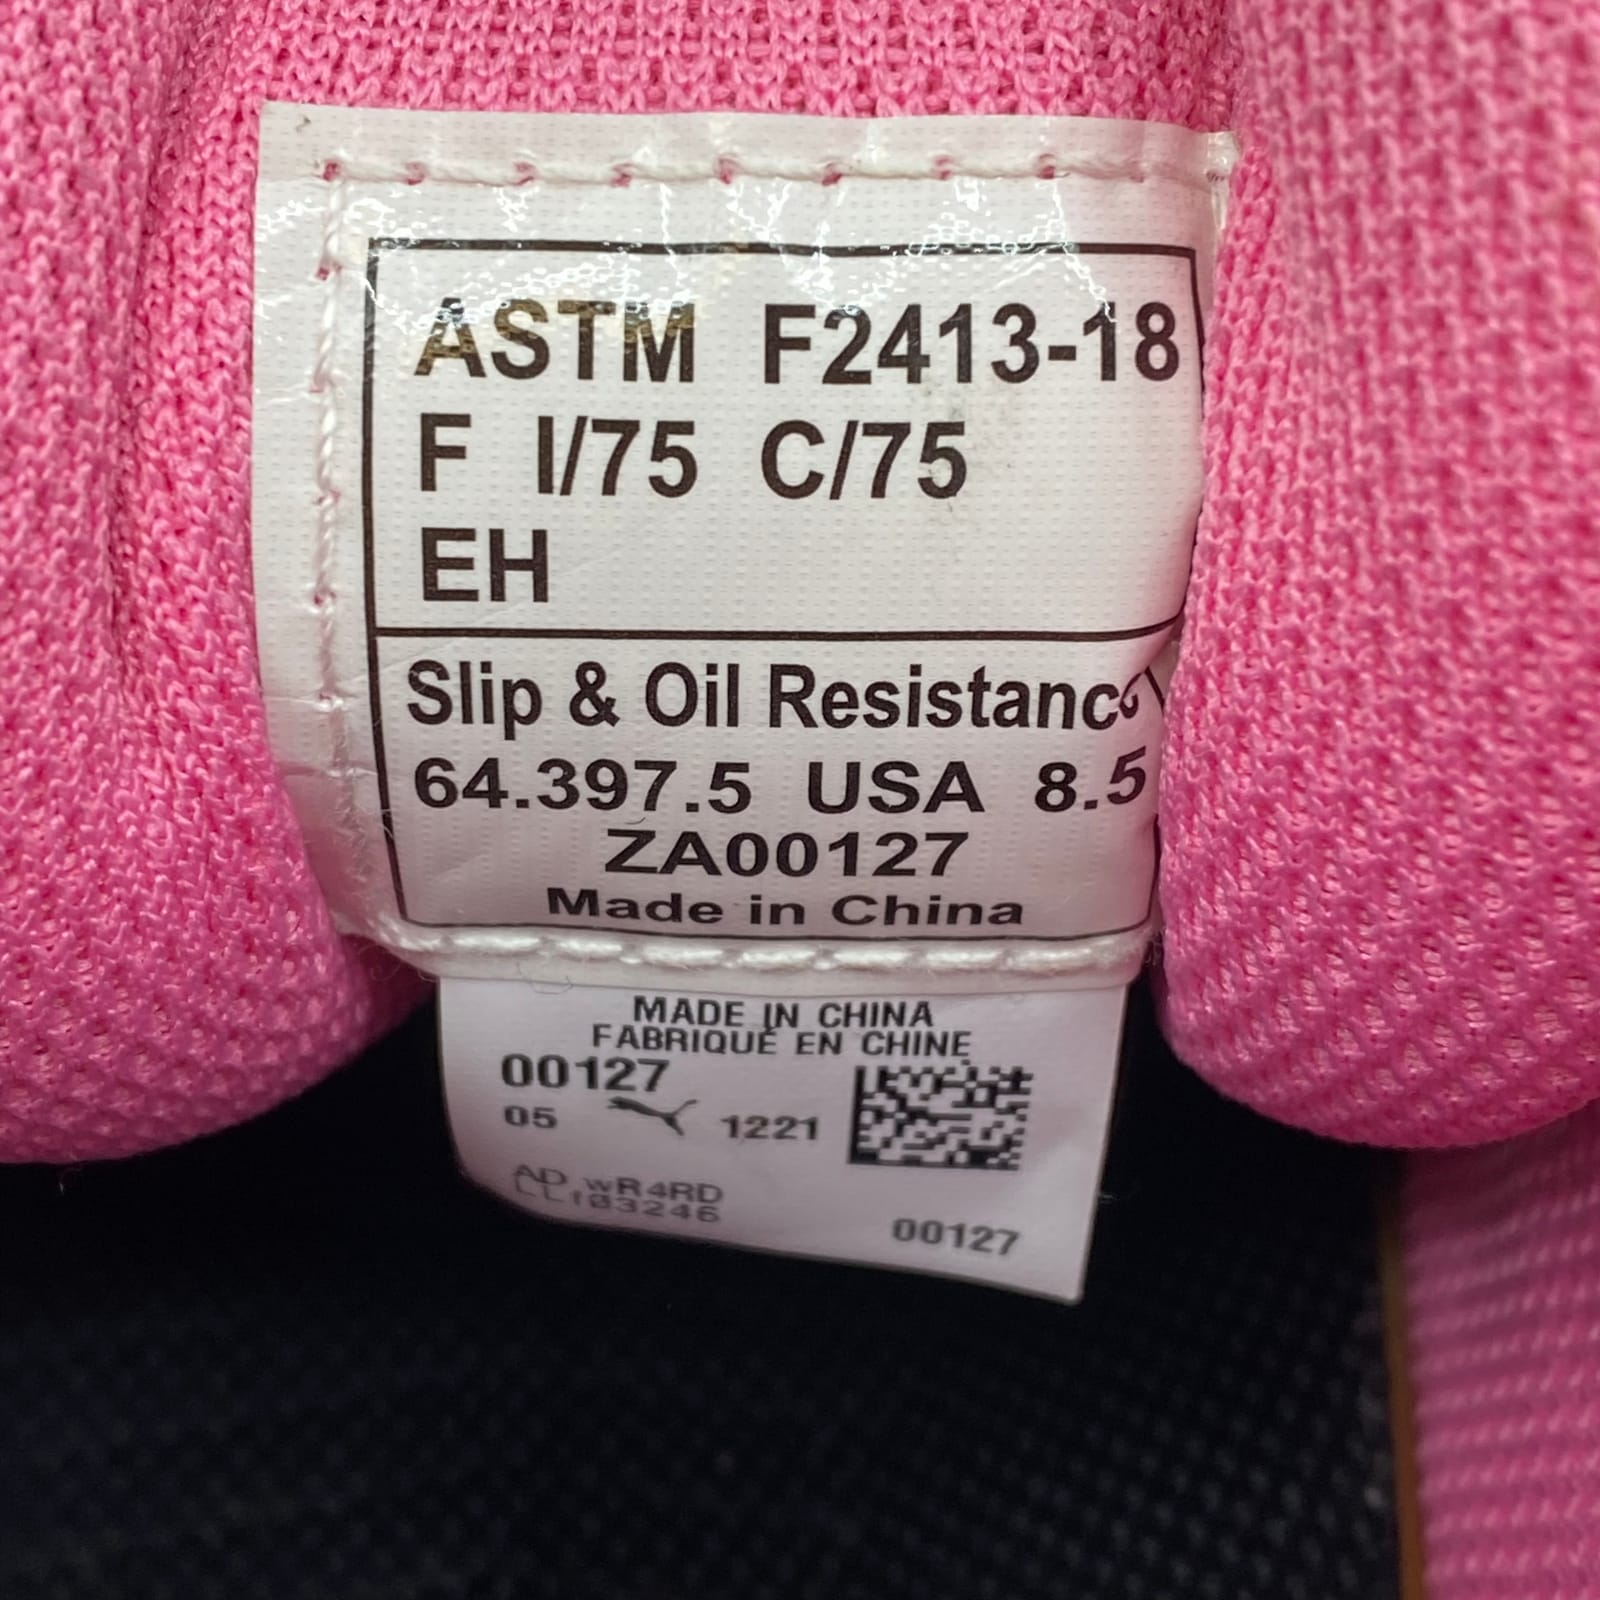 ASTM F2413-18
F I/75 C/75
EH
Slip & Oil Resistance
64.397.5 USA 8.5
ZA00127
Made in China
MADE IN CHINA
FABRIQUÉ EN CHINE
00127
05 1221
AD wR4RD
00127